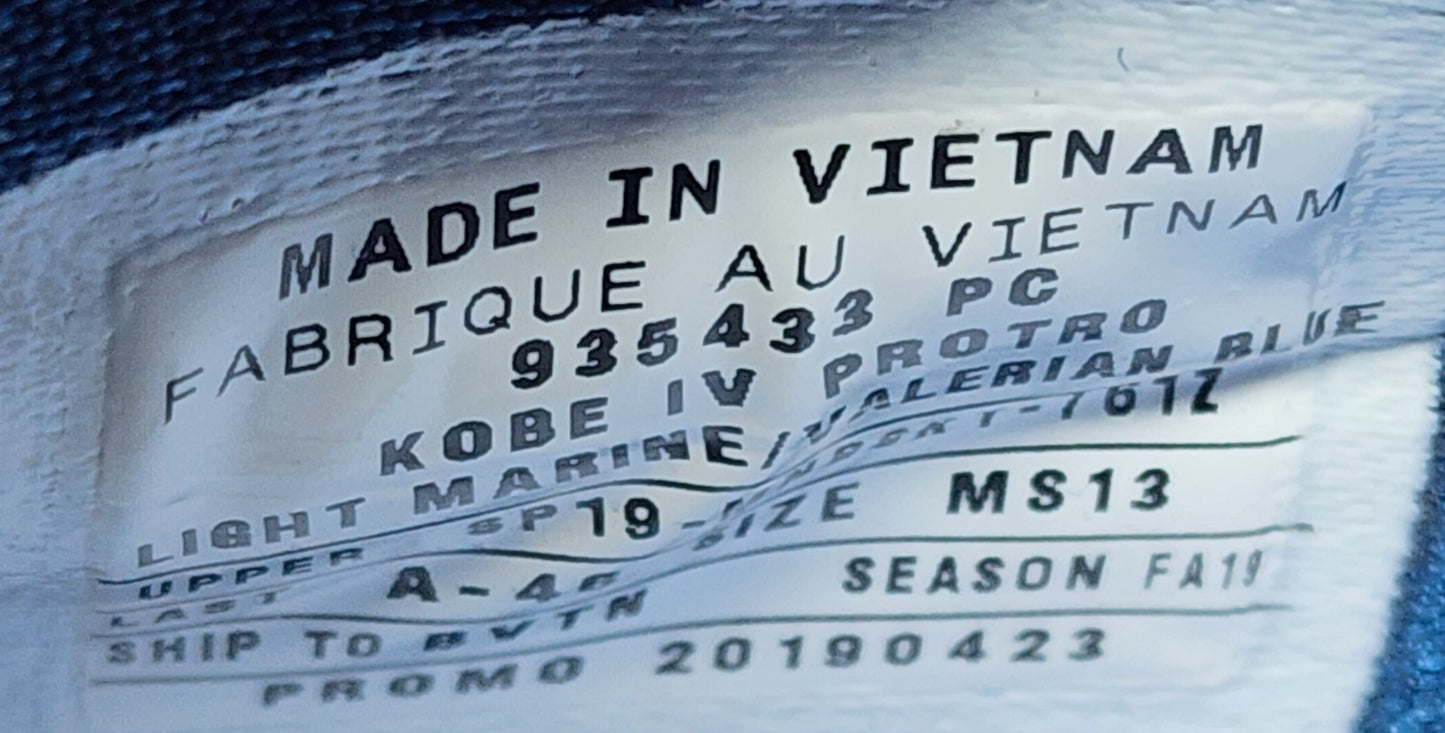 MADE IN VIETNAM
FABRIQUE AU VIETNAM
935433 PC
KOBE IV PROTRO
LIGHT MARINE/VALERIAN BLUE
UPPER SP19-
LAST A-4 SIZE MS13
SHIP TO BVTN SEASON FA19
PROMO 20190423